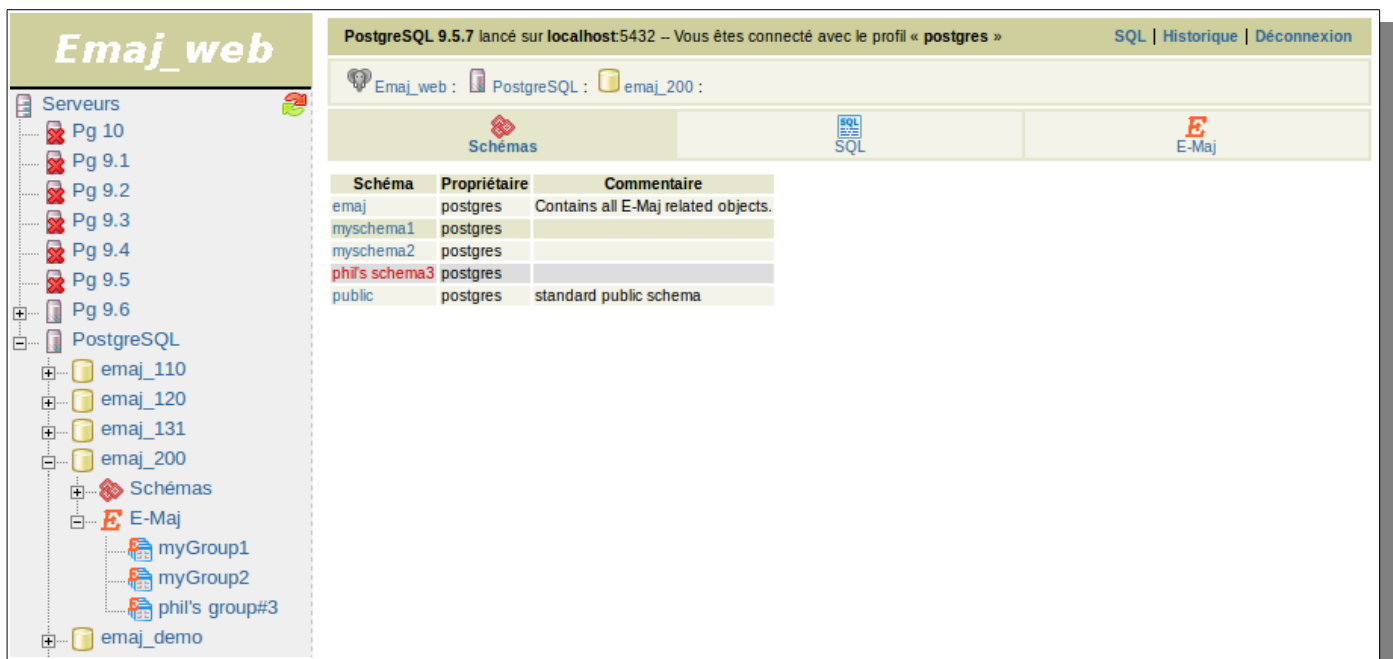 Emaj_web
Serveurs
Pg 10
Pg 9.1
Pg 9.2
Pg 9.3
Pg 9.4
Pg 9.5
Pg 9.6
PostgreSQL
emaj_110
emaj_120
emaj_131
emaj_200
Schémas
E-Maj
myGroup1
myGroup2
phil's group#3
emaj_demo
PostgreSQL 9.5.7 lancé sur localhost:5432 -- Vous êtes connecté avec le profil « postgres » SQL | Historique | Déconnexion
Emaj_web : PostgreSQL : emaj_200 :
Schémas SQL E-Maj
Schéma Propriétaire Commentaire
emaj postgres Contains all E-Maj related objects.
myschema1 postgres
myschema2 postgres
phil's schema3 postgres
public postgres standard public schema